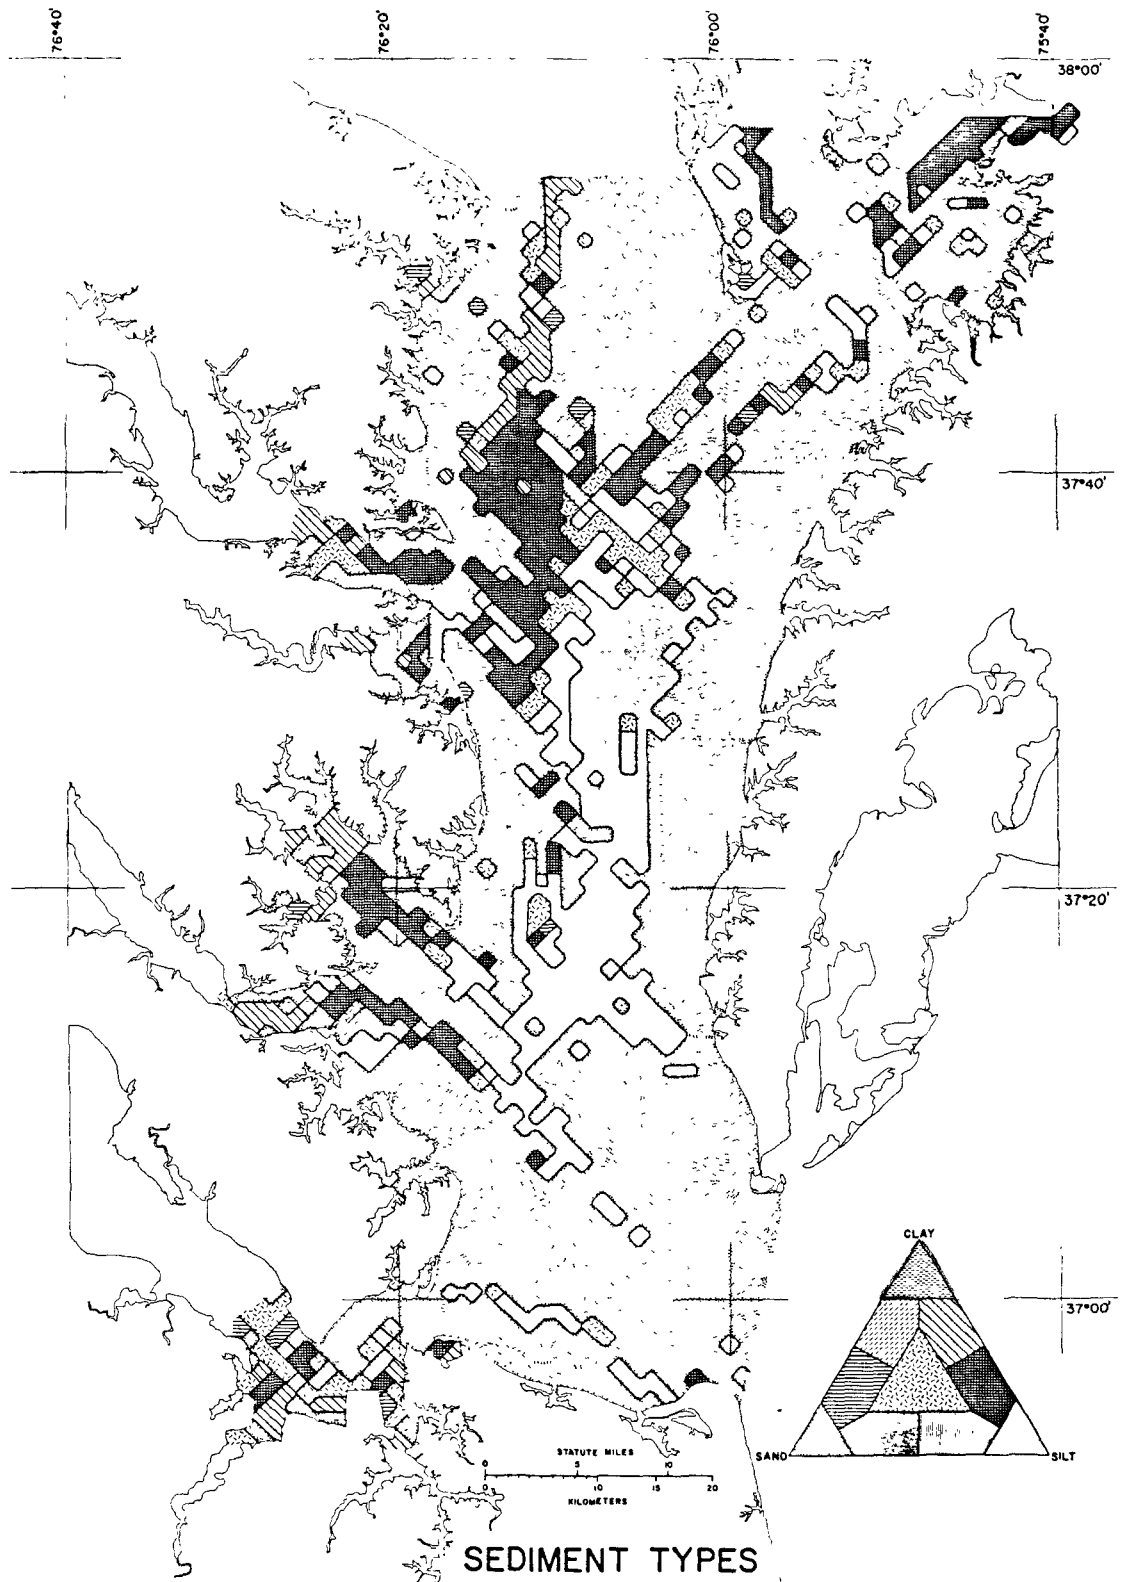 76°40'
76°20'
76°00'
75°40'
38°00'
37°40'
37°20'
37°00'
CLAY
SAND
SILT
STATUTE MILES
0 5 10
0 5 10 15 20
KILOMETERS
SEDIMENT TYPES